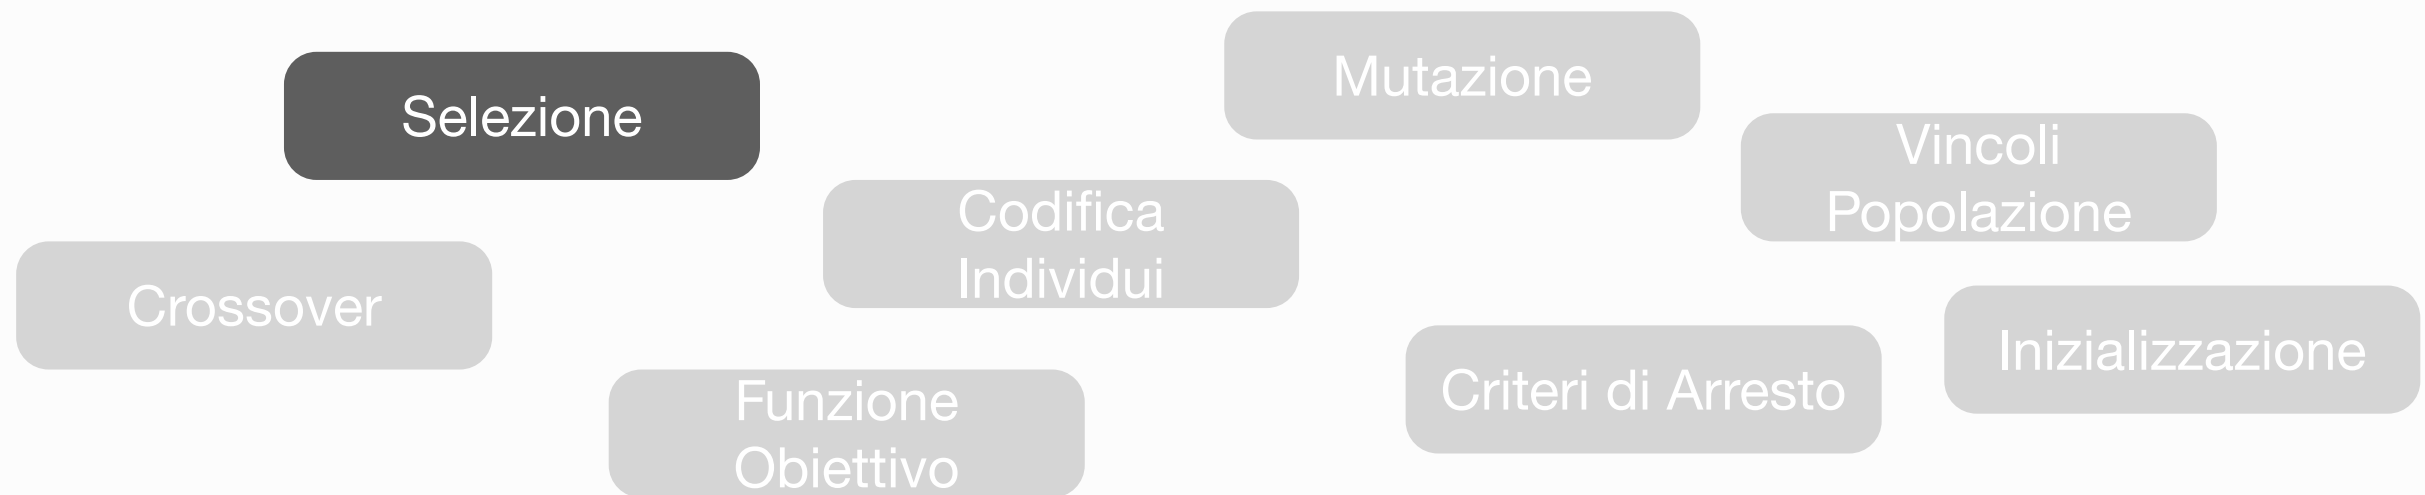 Selezione
Mutazione
Vincoli
Popolazione
Codifica
Individui
Crossover
Inizializzazione
Criteri di Arresto
Funzione
Obiettivo